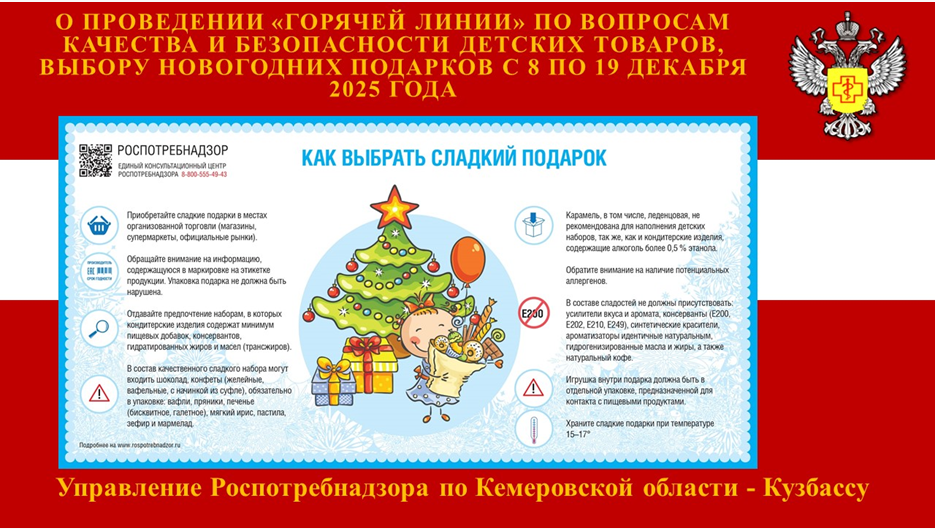 О ПРОВЕДЕНИИ «ГОРЯЧЕЙ ЛИНИИ» ПО ВОПРОСАМ
КАЧЕСТВА И БЕЗОПАСНОСТИ ДЕТСКИХ ТОВАРОВ,
ВЫБОРУ НОВОГОДНИХ ПОДАРКОВ С 8 ПО 19 ДЕКАБРЯ
2025 ГОДА
РОСПОТРЕБНАДЗОР
ЕДИНЫЙ КОНСУЛЬТАЦИОННЫЙ ЦЕНТР
РОСПОТРЕБНАДЗОРА 8-800-555-49-43
КАК ВЫБРАТЬ СЛАДКИЙ ПОДАРОК
Приобретайте сладкие подарки в местах
организованной торговли (магазины,
супермаркеты, официальные рынки).
ПРОИЗВОДИТЕЛЬ
EAC
СРОК ГОДНОСТИ
Обращайте внимание на информацию,
содержащуюся в маркировке на этикетке
продукции. Упаковка подарка не должна быть
нарушена.
Отдавайте предпочтение наборам, в которых
кондитерские изделия содержат минимум
пищевых добавок, консервантов,
гидратированных жиров и масел (трансжиров).
В состав качественного сладкого набора могут
входить шоколад, конфеты (желейные,
вафельные, с начинкой из суфле), обязательно
в упаковке: вафли, пряники, печенье
(бисквитное, галетное), мягкий ирис, пастила,
зефир и мармелад.
Подробнее на www.rospotrebnadzor.ru
Карамель, в том числе, леденцовая, не
рекомендована для наполнения детских
наборов, так же, как и кондитерские изделия,
содержащие алкоголь более 0,5 % этанола.
Обратите внимание на наличие потенциальных
аллергенов.
E200
В составе сладостей не должны присутствовать:
усилители вкуса и аромата, консерванты (Е200,
Е202, Е210, Е249), синтетические красители,
ароматизаторы идентичные натуральным,
гидрогенизированные масла и жиры, а также
натуральный кофе.
Игрушка внутри подарка должна быть в
отдельной упаковке, предназначенной для
контакта с пищевыми продуктами.
Храните сладкие подарки при температуре
15–17°
Управление Роспотребнадзора по Кемеровской области - Кузбассу